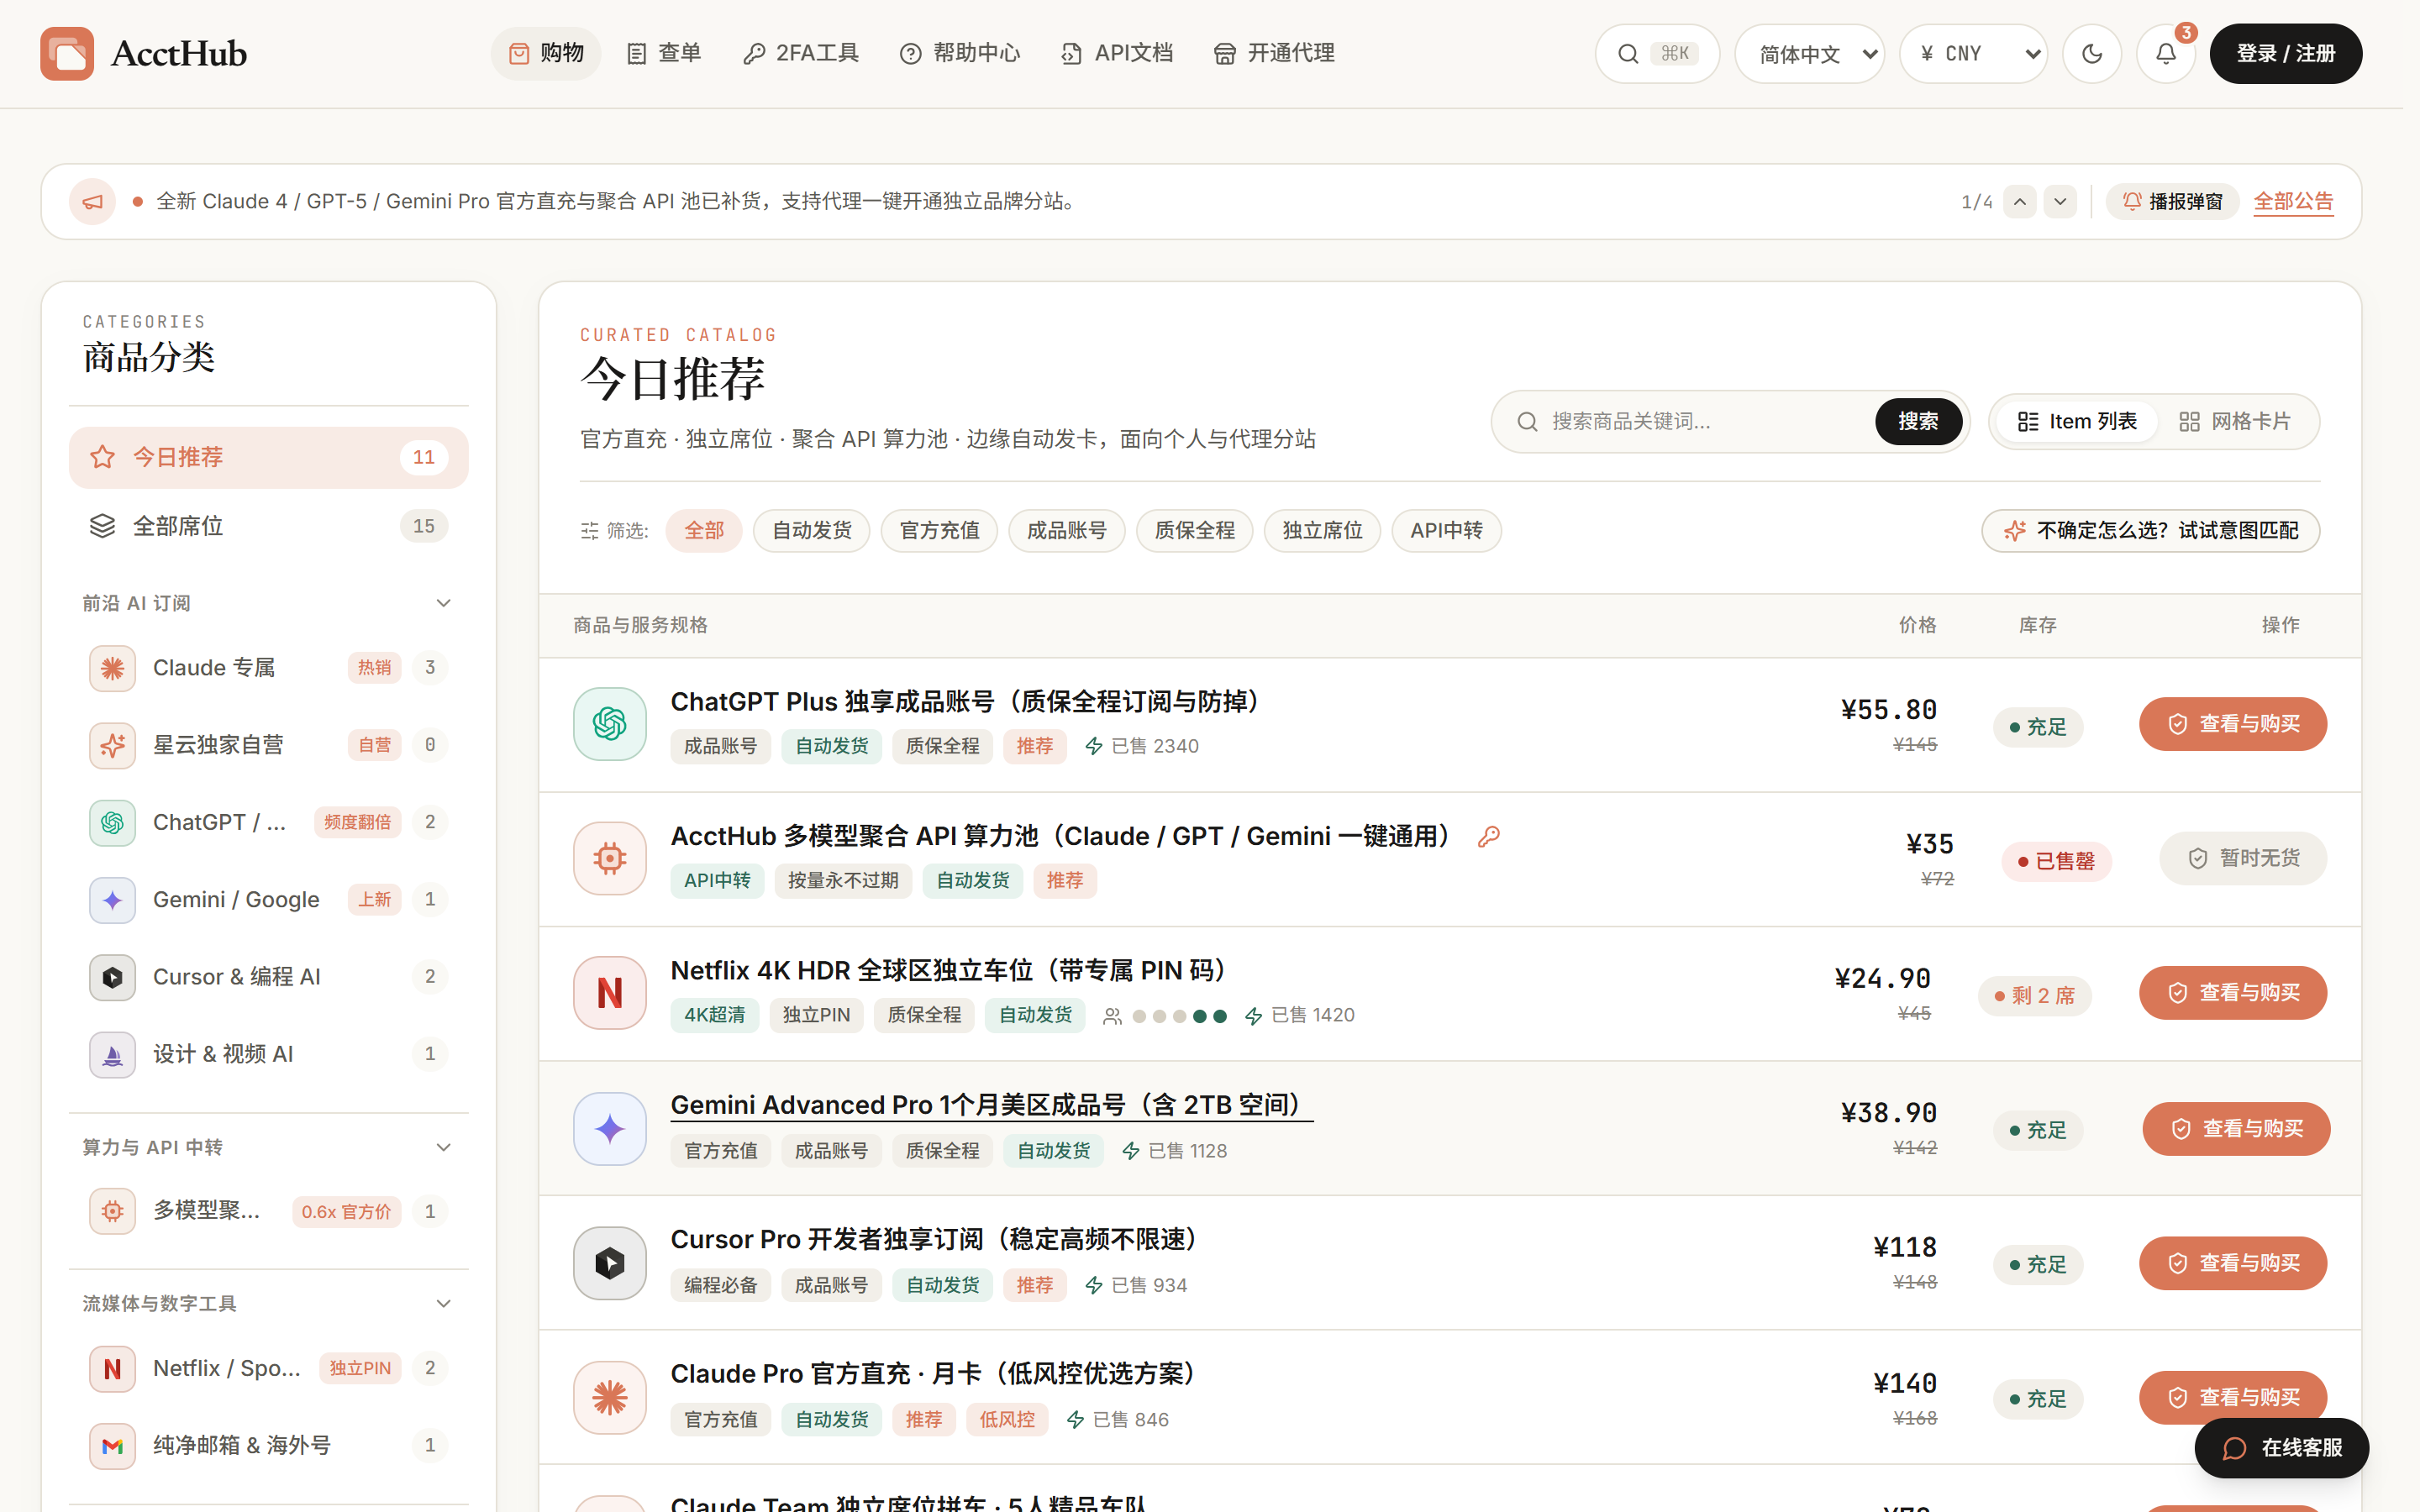 AcctHub
购物
查单
2FA工具
帮助中心
API文档
开通代理
⌘K
简体中文
¥ CNY
3
登录 / 注册
全新 Claude 4 / GPT-5 / Gemini Pro 官方直充与聚合 API 池已补货，支持代理一键开通独立品牌分站。
1/4
播报弹窗
全部公告
CATEGORIES
商品分类
今日推荐 11
全部席位 15
前沿 AI 订阅
Claude 专属 热销 3
星云独家自营 自营 0
ChatGPT / ... 频度翻倍 2
Gemini / Google 上新 1
Cursor & 编程 AI 2
设计 & 视频 AI 1
算力与 API 中转
多模型聚... 0.6x 官方价 1
流媒体与数字工具
Netflix / Spo... 独立PIN 2
纯净邮箱 & 海外号 1
CURATED CATALOG
今日推荐
官方直充 · 独立席位 · 聚合 API 算力池 · 边缘自动发卡，面向个人与代理分站
搜索商品关键词...
搜索
Item 列表
网格卡片
筛选:
全部
自动发货
官方充值
成品账号
质保全程
独立席位
API中转
不确定怎么选？试试意图匹配
商品与服务规格 价格 库存 操作
ChatGPT Plus 独享成品账号（质保全程订阅与防掉）
成品账号 自动发货 质保全程 推荐 已售 2340
¥55.80
¥145
充足
查看与购买
AcctHub 多模型聚合 API 算力池（Claude / GPT / Gemini 一键通用）
API中转 按量永不过期 自动发货 推荐
¥35
¥72
已售罄
暂时无货
Netflix 4K HDR 全球区独立车位（带专属 PIN 码）
4K超清 独立PIN 质保全程 自动发货 已售 1420
¥24.90
¥45
剩 2 席
查看与购买
Gemini Advanced Pro 1个月美区成品号（含 2TB 空间）
官方充值 成品账号 质保全程 自动发货 已售 1128
¥38.90
¥142
充足
查看与购买
Cursor Pro 开发者独享订阅（稳定高频不限速）
编程必备 成品账号 自动发货 推荐 已售 934
¥118
¥148
充足
查看与购买
Claude Pro 官方直充 · 月卡（低风控优选方案）
官方充值 自动发货 推荐 低风控 已售 846
¥140
¥168
充足
查看与购买
在线客服
Claude Team 独立席位拼车 · 5人精品车队